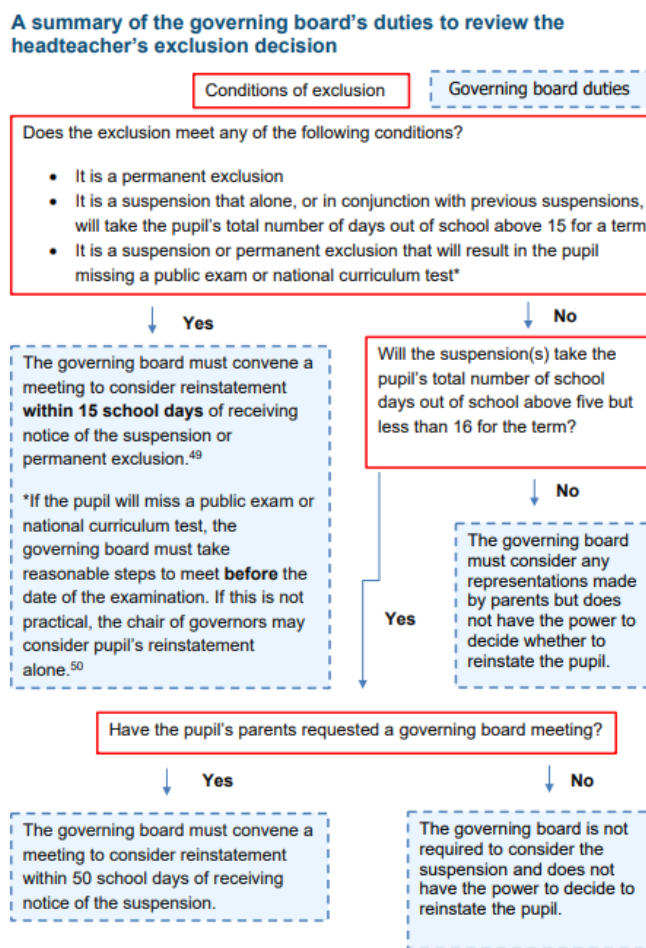 A summary of the governing board’s duties to review the
headteacher’s exclusion decision
Conditions of exclusion
Governing board duties
Does the exclusion meet any of the following conditions?
• It is a permanent exclusion
• It is a suspension that alone, or in conjunction with previous suspensions,
will take the pupil’s total number of days out of school above 15 for a term
• It is a suspension or permanent exclusion that will result in the pupil
missing a public exam or national curriculum test*
Yes
No
The governing board must convene a
meeting to consider reinstatement
within 15 school days of receiving
notice of the suspension or
permanent exclusion.49
*If the pupil will miss a public exam or
national curriculum test, the
governing board must take
reasonable steps to meet before the
date of the examination. If this is not
practical, the chair of governors may
consider pupil’s reinstatement
alone.50
Will the suspension(s) take the
pupil’s total number of school
days out of school above five but
less than 16 for the term?
No
The governing board
must consider any
representations made
by parents but does
not have the power to
decide whether to
reinstate the pupil.
Yes
Have the pupil’s parents requested a governing board meeting?
Yes
No
The governing board must convene a
meeting to consider reinstatement
within 50 school days of receiving
notice of the suspension.
The governing board is not
required to consider the
suspension and does not
have the power to decide to
reinstate the pupil.